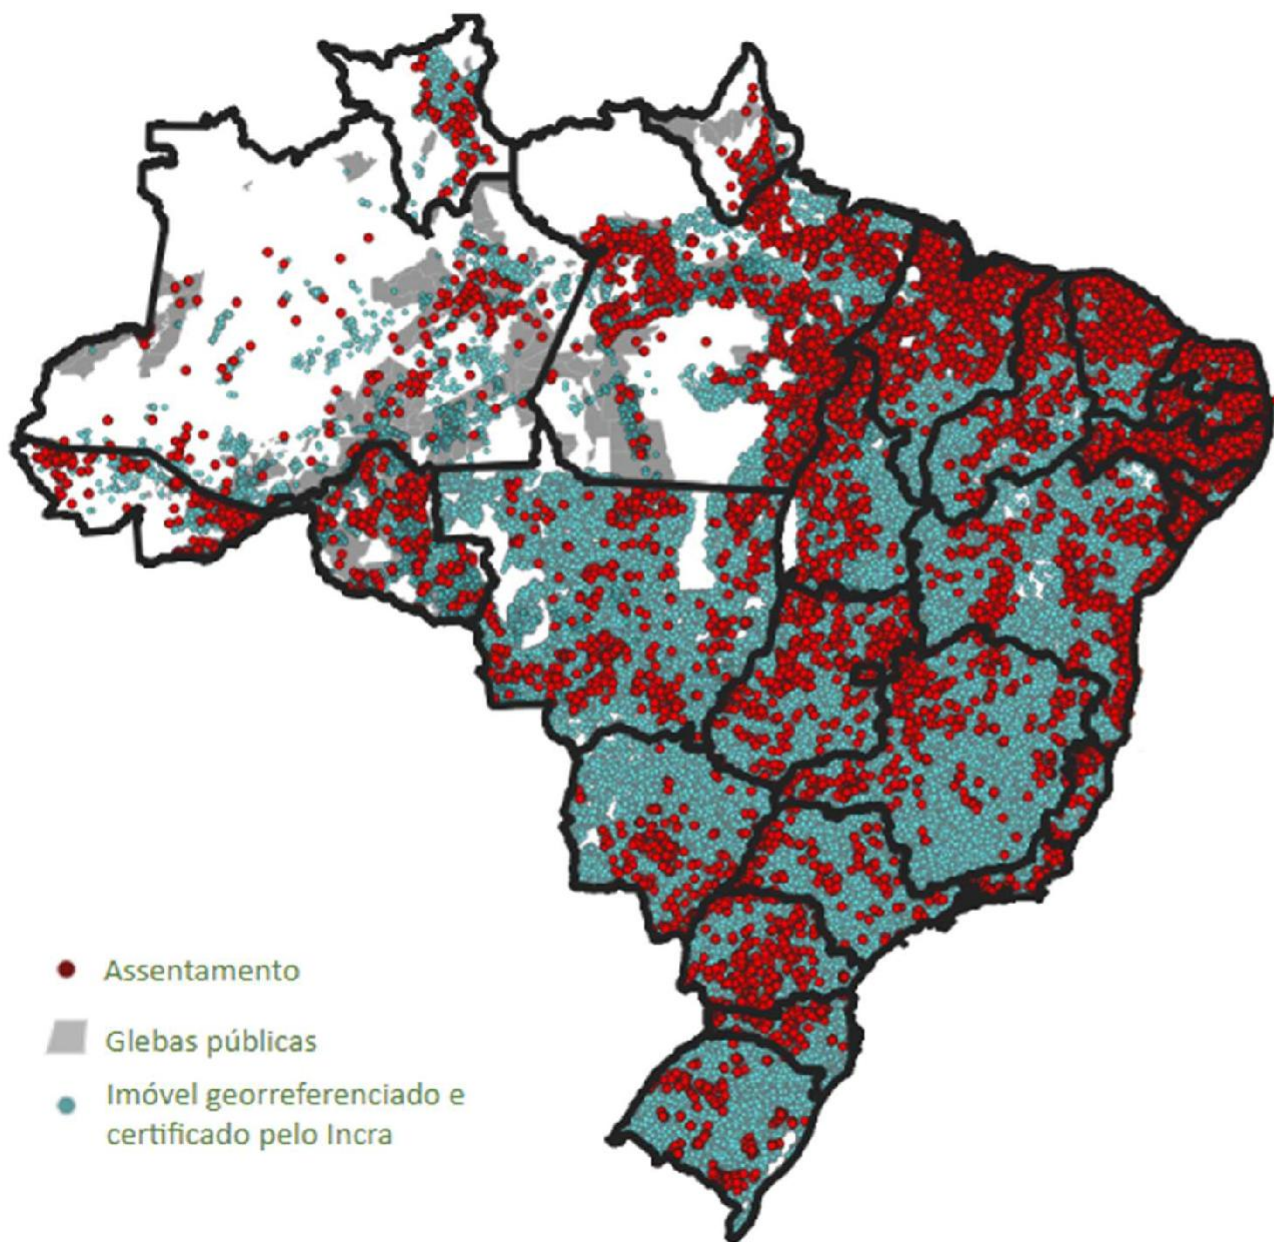 Assentamento
Glebas públicas
Imóvel georreferenciado e
certificado pelo Incra